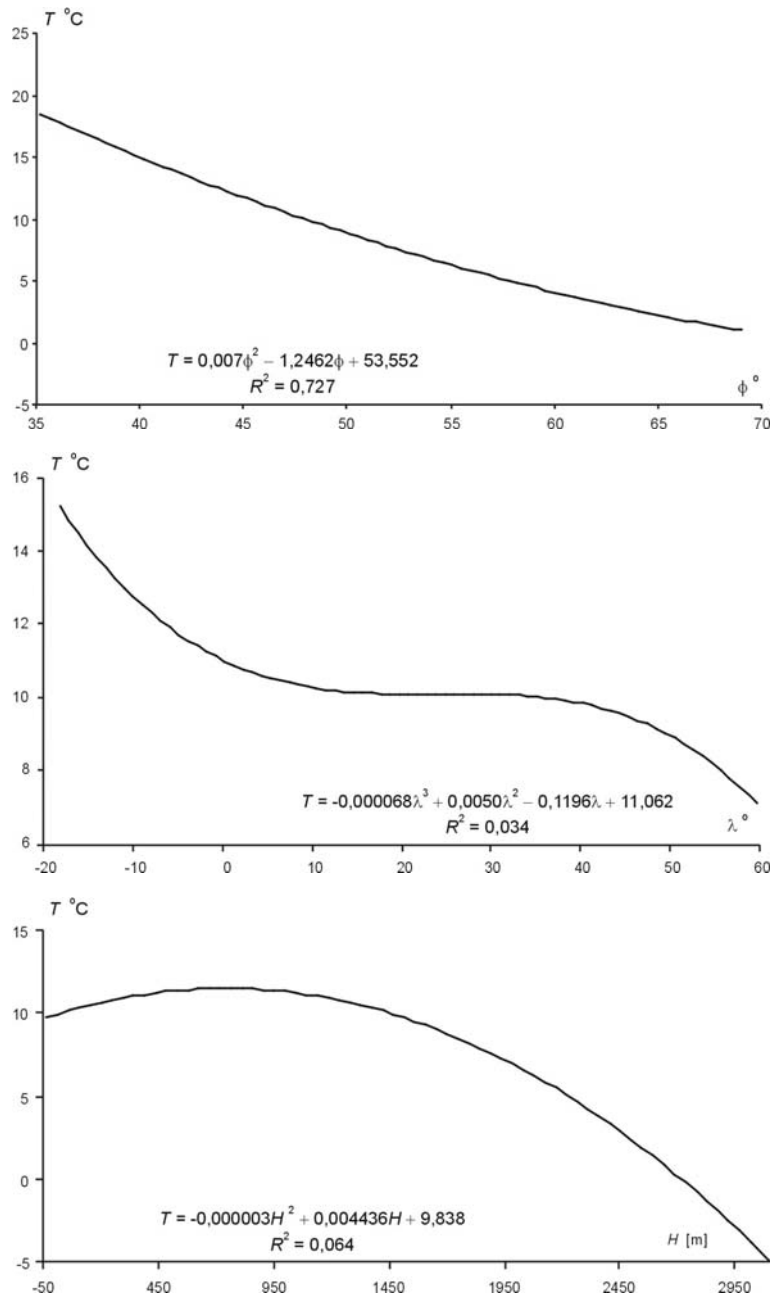 T °C
25
20
15
10
5
0
-5
T = 0,007ϕ² − 1,2462ϕ + 53,552
R² = 0,727
ϕ °
35 40 45 50 55 60 65 70
T °C
16
14
12
10
8
6
T = -0,000068λ³ + 0,0050λ² − 0,1196λ + 11,062
R² = 0,034
λ °
-20 -10 0 10 20 30 40 50 60
T °C
15
10
5
0
-5
T = -0,000003H² + 0,004436H + 9,838
R² = 0,064
H [m]
-50 450 950 1450 1950 2450 2950